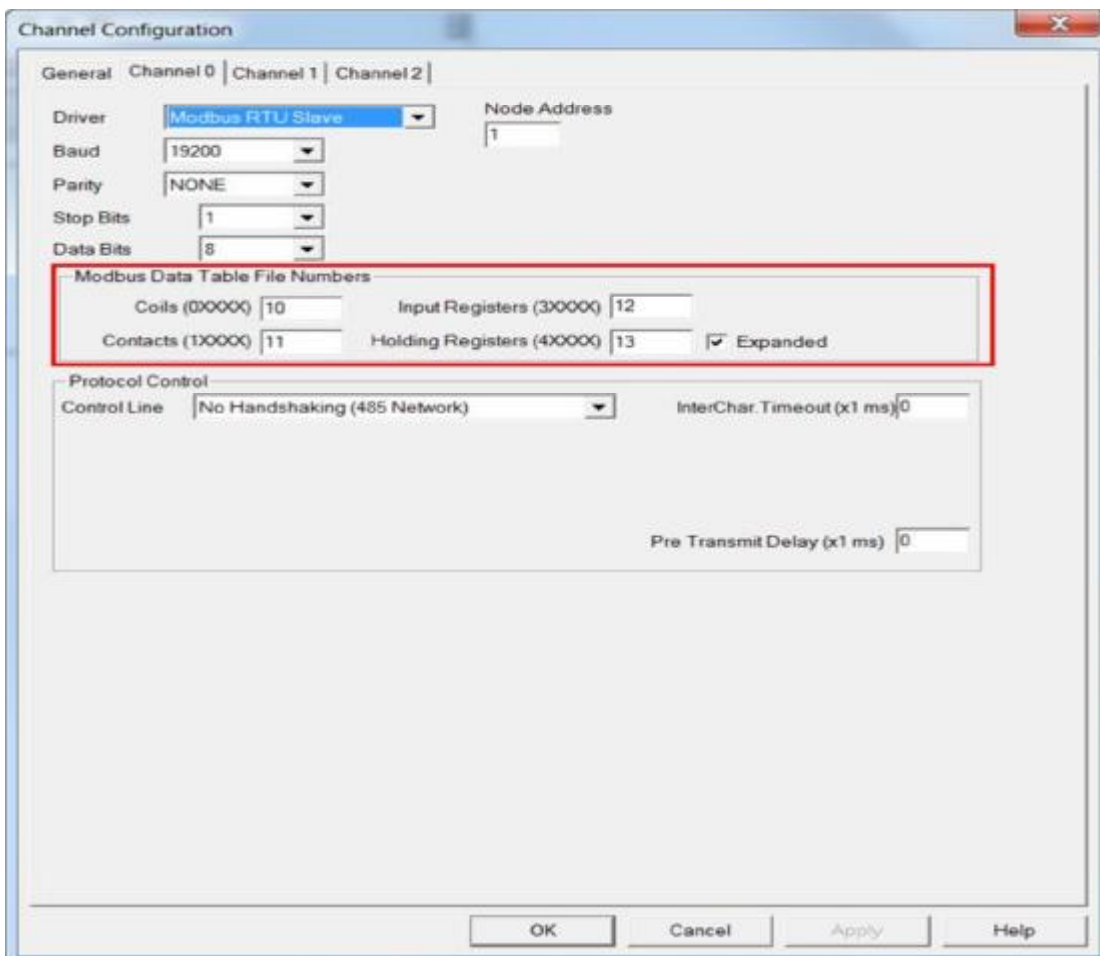 Channel Configuration
General Channel 0 Channel 1 Channel 2
Driver Modbus RTU Slave Node Address
1
Baud 19200
Parity NONE
Stop Bits 1
Data Bits 8
Modbus Data Table File Numbers
Coils (0XXXX) 10 Input Registers (3XXXX) 12
Contacts (1XXXX) 11 Holding Registers (4XXXX) 13 Expanded
Protocol Control
Control Line No Handshaking (485 Network) InterChar.Timeout (x1 ms) 0
Pre Transmit Delay (x1 ms) 0
OK Cancel Apply Help